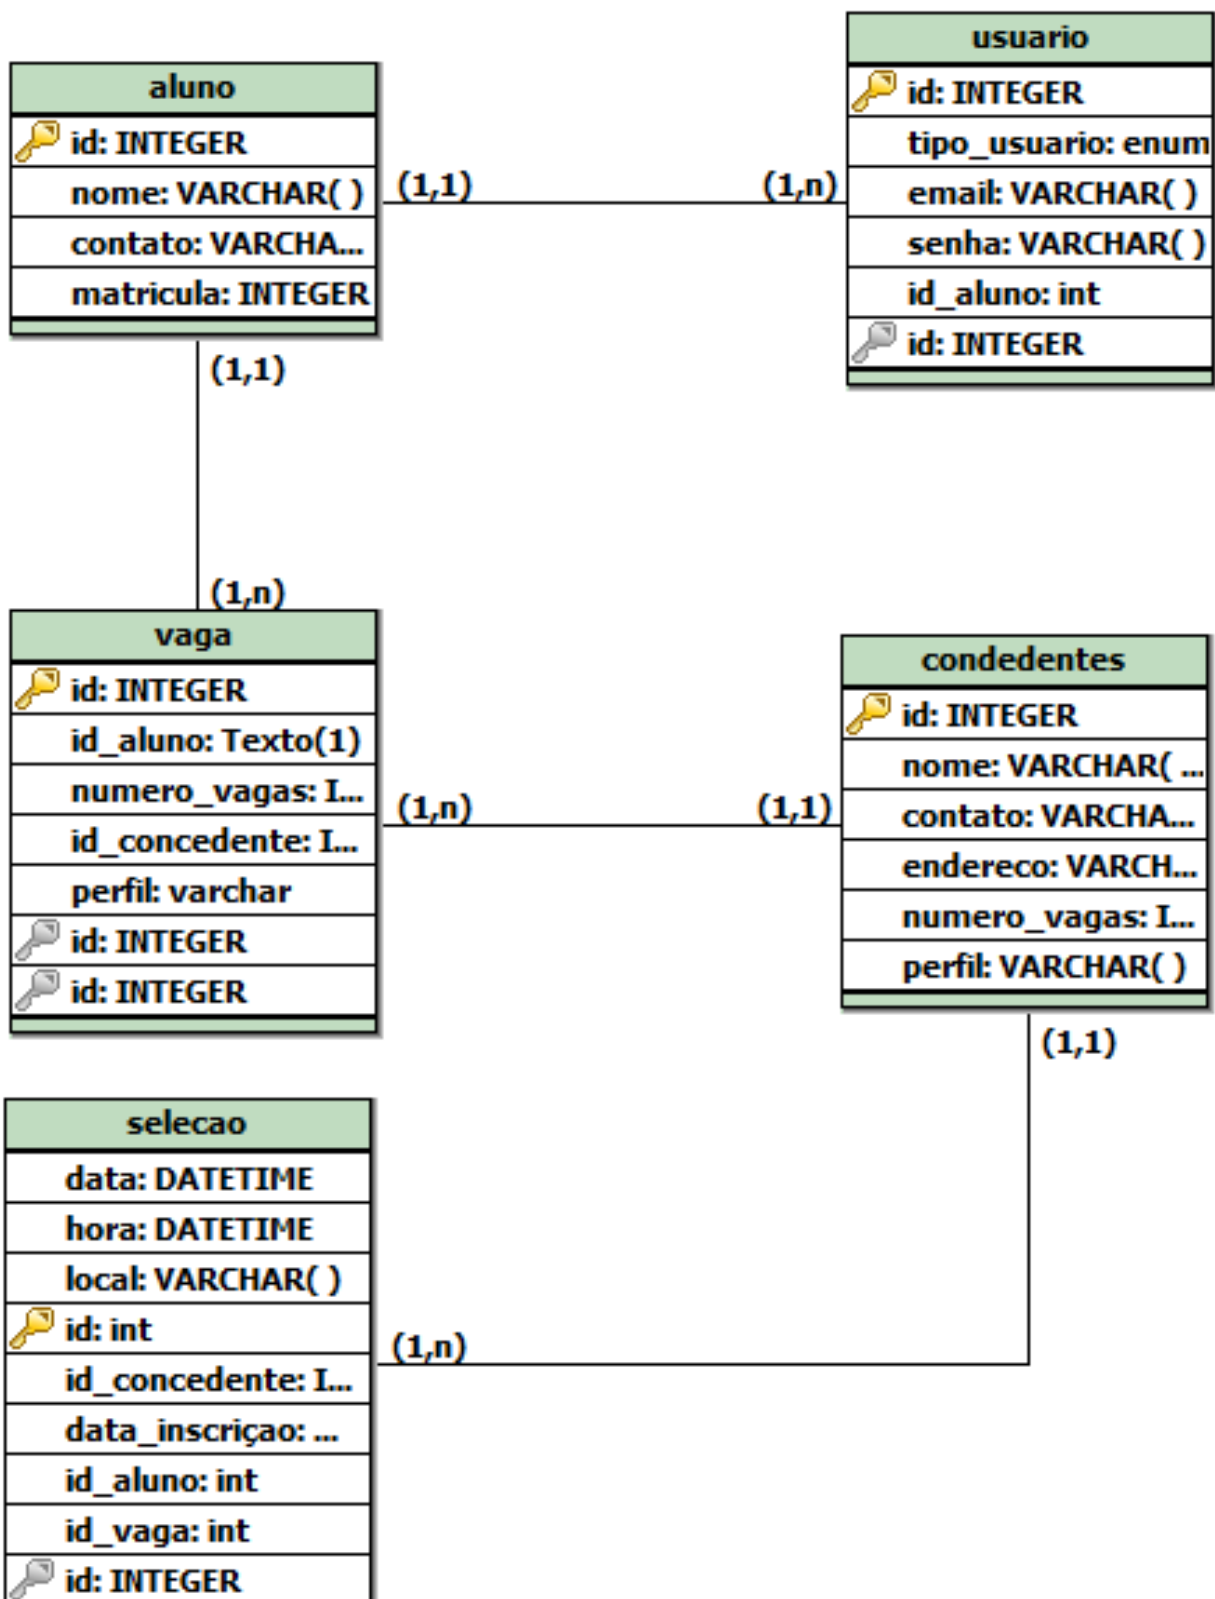 aluno
id: INTEGER
nome: VARCHAR( )
contato: VARCHA...
matricula: INTEGER
usuario
id: INTEGER
tipo_usuario: enum
email: VARCHAR( )
senha: VARCHAR( )
id_aluno: int
id: INTEGER
(1,1)
(1,n)
(1,1)
(1,n)
vaga
id: INTEGER
id_aluno: Texto(1)
numero_vagas: I...
id_concedente: I...
perfil: varchar
id: INTEGER
id: INTEGER
(1,n)
(1,1)
condedentes
id: INTEGER
nome: VARCHAR( ...
contato: VARCHA...
endereco: VARCH...
numero_vagas: I...
perfil: VARCHAR( )
(1,1)
selecao
data: DATETIME
hora: DATETIME
local: VARCHAR( )
id: int
id_concedente: I...
data_inscriçao: ...
id_aluno: int
id_vaga: int
id: INTEGER
(1,n)